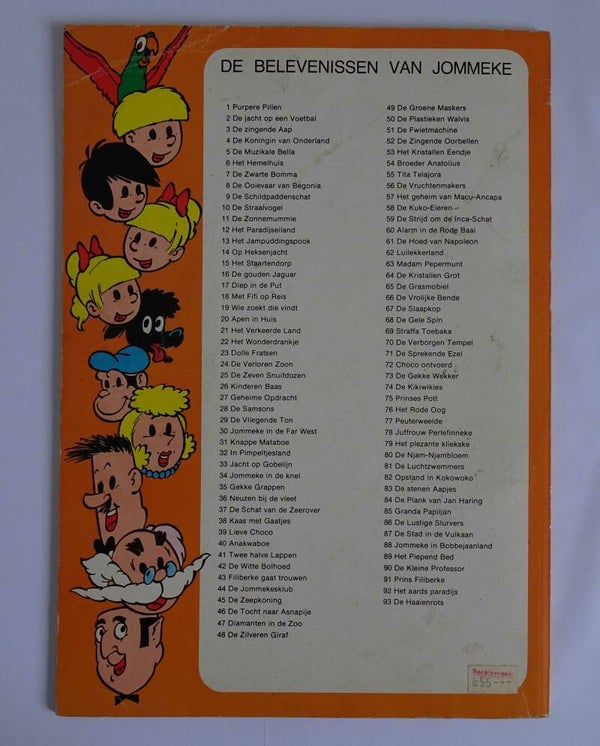 DE BELEVENISSEN VAN JOMMEKE
1 Purpere Pillen
2 De jacht op een Voetbal
3 De zingende Aap
4 De Koningin van Onderland
5 De Muzikale Bella
6 Het Hemelhuis
7 De Zwarte Bomma
8 De Ooievaar van Begonia
9 De Schildpaddenschat
10 De Straalvogel
11 De Zonnemummie
12 Het Paradijseiland
13 Het Jampuddingspook
14 Op Heksenjacht
15 Het Staartendorp
16 De gouden Jaguar
17 Diep in de Put
18 Met Fifi op Reis
19 Wie zoekt die vindt
20 Apen in Huis
21 Het Verkeerde Land
22 Het Wonderdrankje
23 Dolle Fratsen
24 De Verloren Zoon
25 De Zeven Snuifdozen
26 Kinderen Baas
27 Geheime Opdracht
28 De Samsons
29 De Vliegende Ton
30 Jommeke in de Far West
31 Knappe Mataboe
32 In Pimpeltjesland
33 Jacht op Gobelijn
34 Jommeke in de knel
35 Gekke Grappen
36 Neuzen bij de vleet
37 De Schat van de Zeerover
38 Kaas met Gaatjes
39 Lieve Choco
40 Anakwaboe
41 Twee halve Lappen
42 De Witte Bolhoed
43 Filiberke gaat trouwen
44 De Jommekesklub
45 De Zeepkoning
46 De Tocht naar Asnapije
47 Diamanten in de Zoo
48 De Zilveren Giraf
49 De Groene Maskers
50 De Plastieken Walvis
51 De Fwietmachine
52 De Zingende Oorbellen
53 Het Kristallen Eendje
54 Broeder Anatolius
55 Tita Telajora
56 De Vruchtenmakers
57 Het geheim van Macu-Ancapa
58 De Kuko-Eieren
59 De Strijd om de Inca-Schat
60 Alarm in de Rode Baai
61 De Hoed van Napoleon
62 Luilekkerland
63 Madam Pepermunt
64 De Kristallen Grot
65 De Grasmobiel
66 De Vrolijke Bende
67 De Slaapkop
68 De Gele Spin
69 Straffa Toebaka
70 De Verborgen Tempel
71 De Sprekende Ezel
72 Choco ontvoerd
73 De Gekke Wekker
74 De Kikiwikies
75 Prinses Pott
76 Het Rode Oog
77 Peuterweelde
78 Juffrouw Perlefinneke
79 Het plezante kliekske
80 De Njam-Njambloem
81 De Luchtzwemmers
82 Opstand in Kokowoko
83 De stenen Aapjes
84 De Plank van Jan Haring
85 Granda Papiljan
86 De Lustige Slurvers
87 De Stad in de Vulkaan
88 Jommeke in Bobbejaanland
89 Het Piepend Bed
90 De Kleine Professor
91 Prins Filiberke
92 Het aards paradijs
93 De Haaienrots